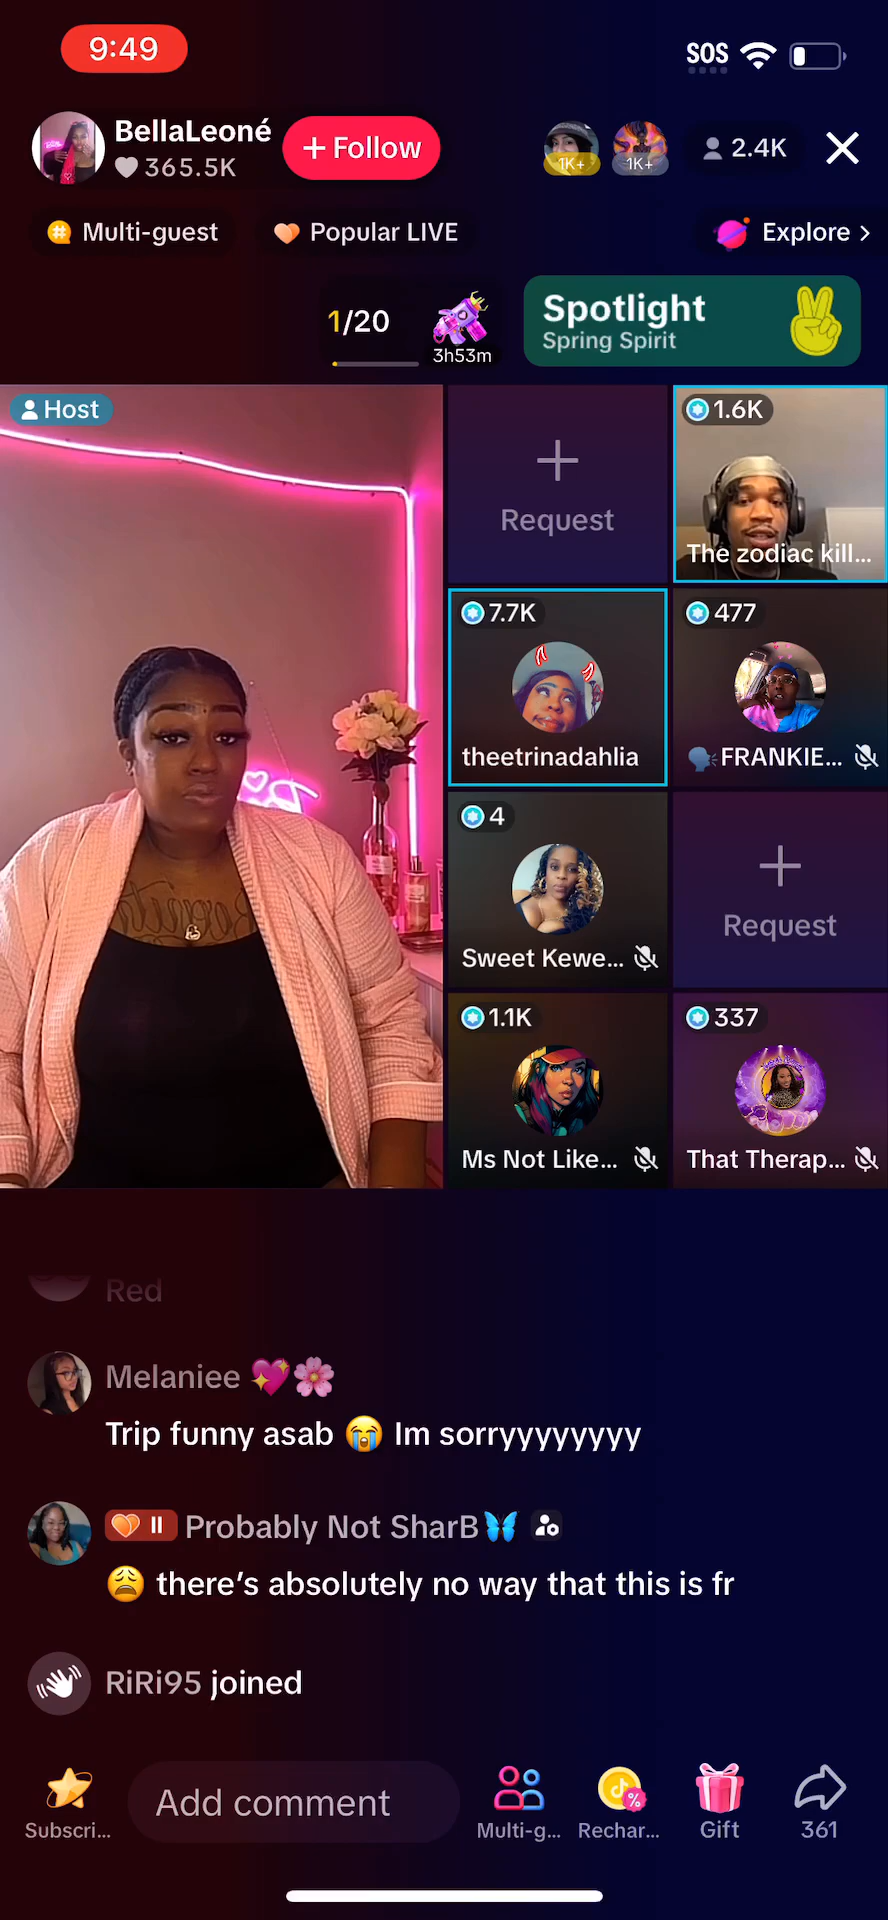 9:49
SOS
BellaLeoné
+ Follow
365.5K
1K+
1K+
2.4K
Multi-guest
Popular LIVE
Explore >
1/20
3h53m
Spotlight
Spring Spirit
Host
Request
1.6K
The zodiac kill...
7.7K
theetrinadahlia
477
FRANKIE...
4
Sweet Kewe...
Request
1.1K
Ms Not Like...
337
That Therap...
Red
Melaniee 💖🌸
Trip funny asab 😭 Im sorryyyyyyyy
II Probably Not SharB🦋
😩 there's absolutely no way that this is fr
RiRi95 joined
Subscri...
Add comment
Multi-g...
Rechar...
Gift
361